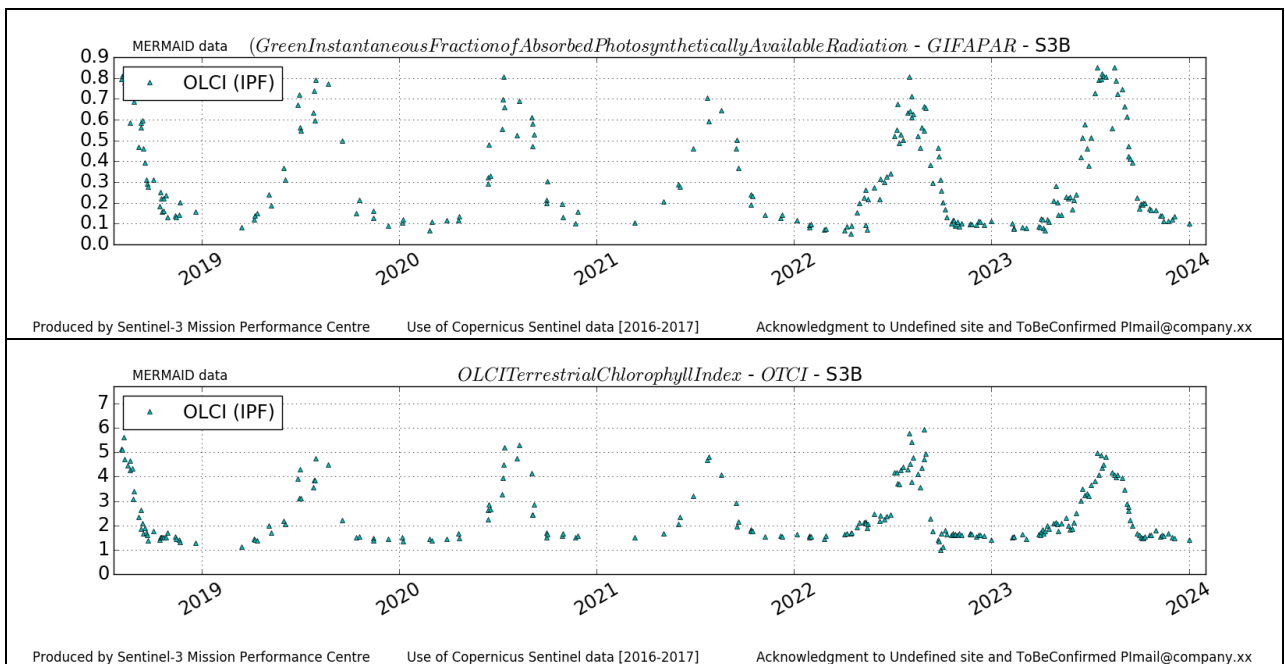 MERMAID data (GreenInstantaneousFractionofAbsorbedPhotosyntheticallyAvailableRadiation - GIFAPAR - S3B
0.9
OLCI (IPF)
0.8
0.7
0.6
0.5
0.4
0.3
0.2
0.1
0.0
2019 2020 2021 2022 2023 2024
Produced by Sentinel-3 Mission Performance Centre Use of Copernicus Sentinel data [2016-2017] Acknowledgment to Undefined site and ToBeConfirmed PImail@company.xx
MERMAID data OLCITerrestrialChlorophyllIndex - OTCI - S3B
7
OLCI (IPF)
6
5
4
3
2
1
0
2019 2020 2021 2022 2023 2024
Produced by Sentinel-3 Mission Performance Centre Use of Copernicus Sentinel data [2016-2017] Acknowledgment to Undefined site and ToBeConfirmed PImail@company.xx